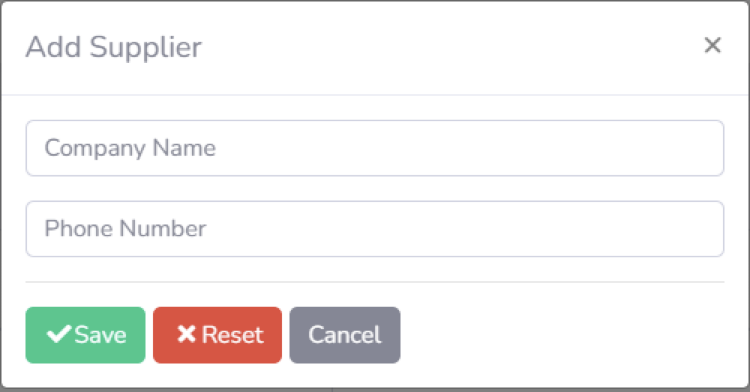 Add Supplier
Company Name
Phone Number
Save Reset Cancel